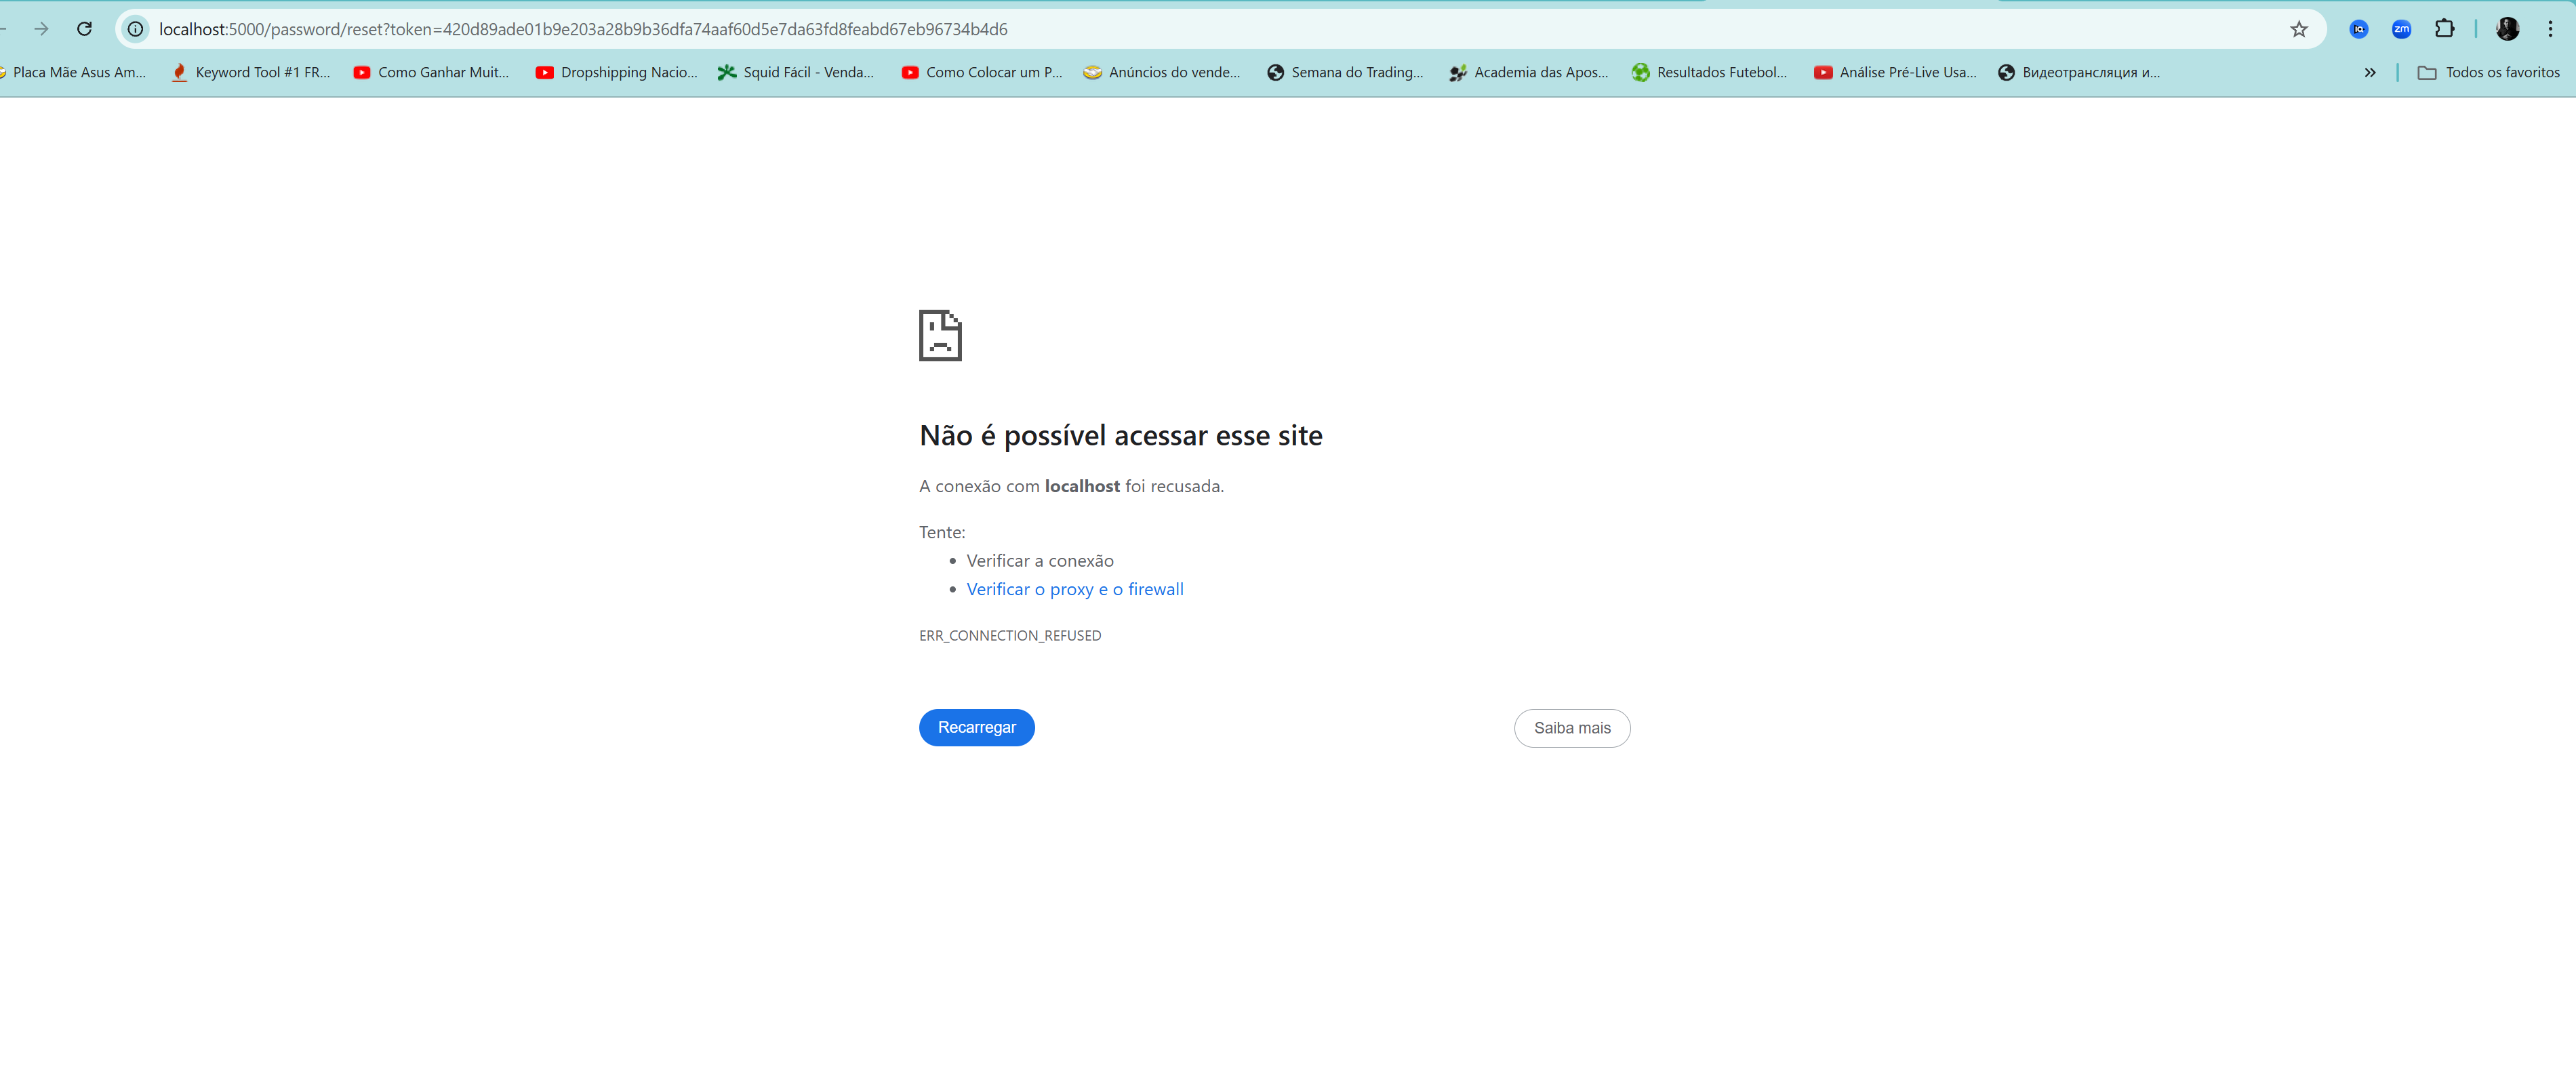 localhost:5000/password/reset?token=420d89ade01b9e203a28b9b36dfa74aaf60d5e7da63fd8feabd67eb96734b4d6
zm
Placa Mãe Asus Am... Keyword Tool #1 FR... Como Ganhar Muit... Dropshipping Nacio... Squid Fácil - Venda... Como Colocar um P... Anúncios do vende... Semana do Trading... Academia das Apos... Resultados Futebol... Análise Pré-Live Usa... Видеотрансляция и... » Todos os favoritos
Não é possível acessar esse site
A conexão com localhost foi recusada.
Tente:
• Verificar a conexão
• Verificar o proxy e o firewall
ERR_CONNECTION_REFUSED
Recarregar
Saiba mais